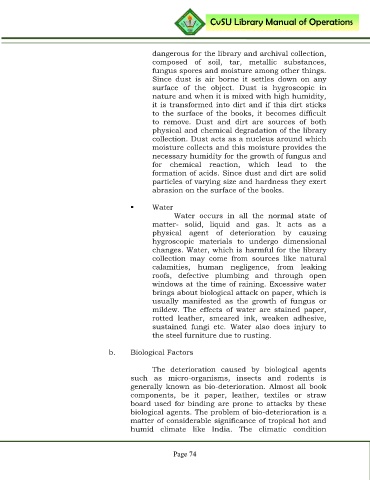 CvSU Library Manual of Operations
dangerous for the library and archival collection,
composed of soil, tar, metallic substances,
fungus spores and moisture among other things.
Since dust is air borne it settles down on any
surface of the object. Dust is hygroscopic in
nature and when it is mixed with high humidity,
it is transformed into dirt and if this dirt sticks
to the surface of the books, it becomes difficult
to remove. Dust and dirt are sources of both
physical and chemical degradation of the library
collection. Dust acts as a nucleus around which
moisture collects and this moisture provides the
necessary humidity for the growth of fungus and
for chemical reaction, which lead to the
formation of acids. Since dust and dirt are solid
particles of varying size and hardness they exert
abrasion on the surface of the books.
▪ Water
Water occurs in all the normal state of
matter- solid, liquid and gas. It acts as a
physical agent of deterioration by causing
hygroscopic materials to undergo dimensional
changes. Water, which is harmful for the library
collection may come from sources like natural
calamities, human negligence, from leaking
roofs, defective plumbing and through open
windows at the time of raining. Excessive water
brings about biological attack on paper, which is
usually manifested as the growth of fungus or
mildew. The effects of water are stained paper,
rotted leather, smeared ink, weaken adhesive,
sustained fungi etc. Water also does injury to
the steel furniture due to rusting.
b. Biological Factors
The deterioration caused by biological agents
such as micro-organisms, insects and rodents is
generally known as bio-deterioration. Almost all book
components, be it paper, leather, textiles or straw
board used for binding are prone to attacks by these
biological agents. The problem of bio-deterioration is a
matter of considerable significance of tropical hot and
humid climate like India. The climatic condition
Page 74